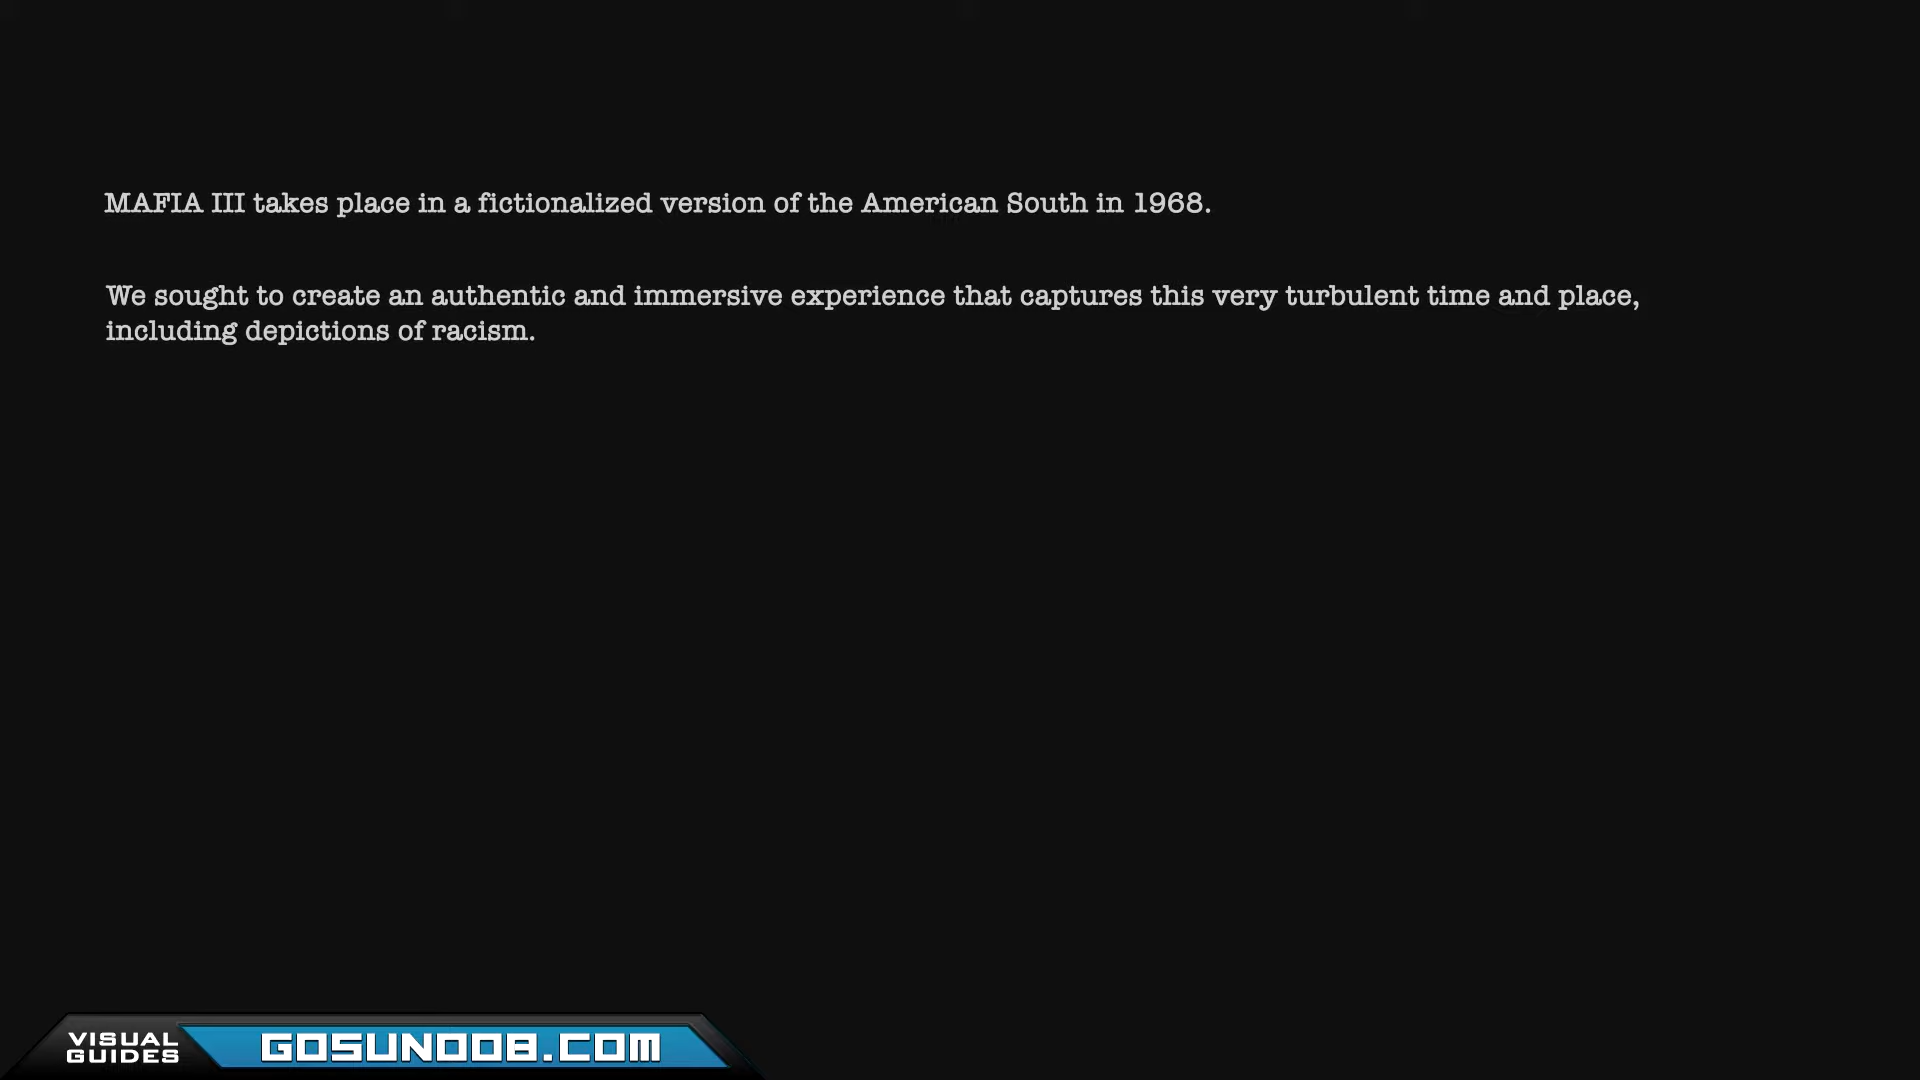 MAFIA III takes place in a fictionalized version of the American South in 1968.
We sought to create an authentic and immersive experience that captures this very turbulent time and place,
including depictions of racism.
VISUAL
GUIDES
GOSUNOOB.COM